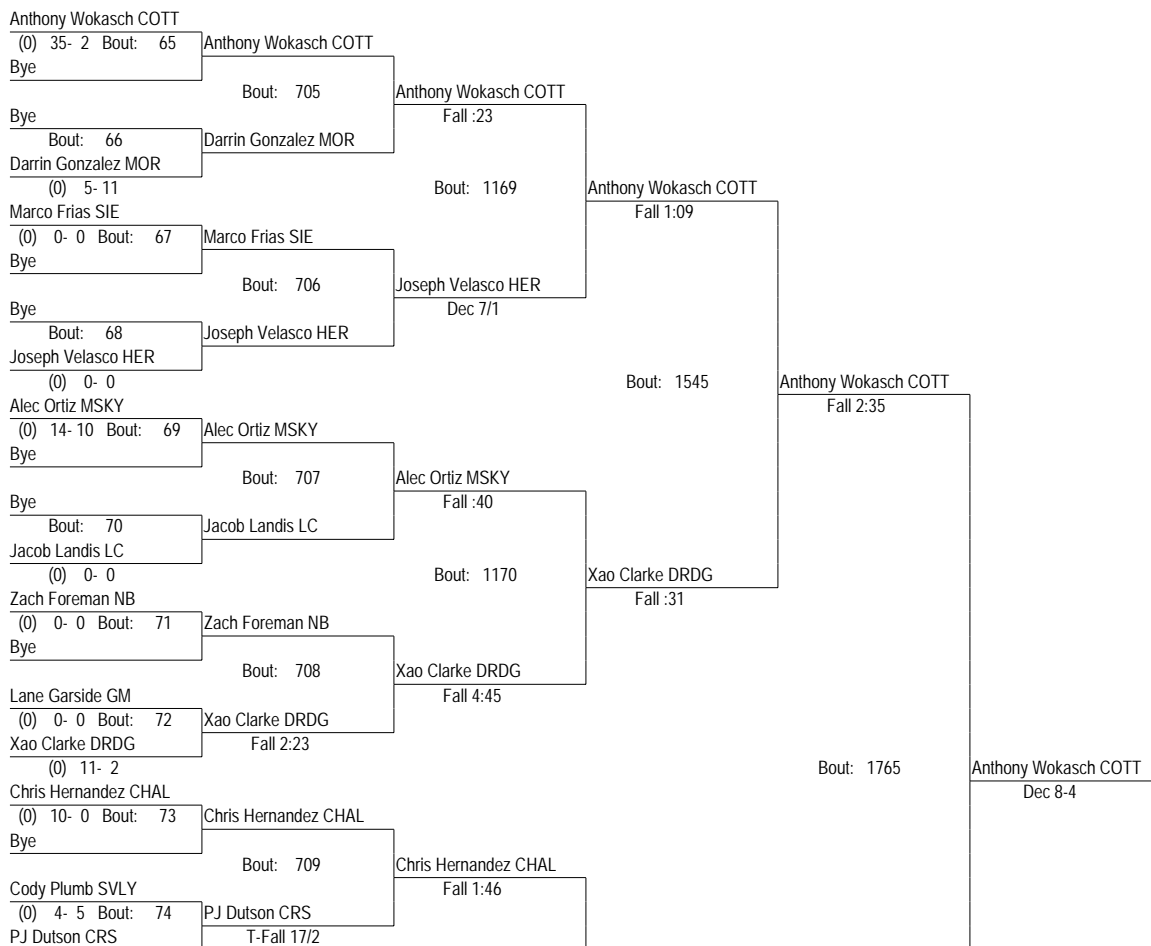 Anthony Wokasch COTT
(0) 35- 2 Bout: 65 Anthony Wokasch COTT
Bye
Bout: 705 Anthony Wokasch COTT
Bye Fall :23
Bout: 66 Darrin Gonzalez MOR
Darrin Gonzalez MOR
(0) 5- 11 Bout: 1169 Anthony Wokasch COTT
Marco Frias SIE Fall 1:09
(0) 0- 0 Bout: 67 Marco Frias SIE
Bye
Bout: 706 Joseph Velasco HER
Bye Dec 7/1
Bout: 68 Joseph Velasco HER
Joseph Velasco HER
(0) 0- 0 Bout: 1545 Anthony Wokasch COTT
Alec Ortiz MSKY Fall 2:35
(0) 14- 10 Bout: 69 Alec Ortiz MSKY
Bye
Bout: 707 Alec Ortiz MSKY
Bye Fall :40
Bout: 70 Jacob Landis LC
Jacob Landis LC
(0) 0- 0 Bout: 1170 Xao Clarke DRDG
Zach Foreman NB Fall :31
(0) 0- 0 Bout: 71 Zach Foreman NB
Bye
Bout: 708 Xao Clarke DRDG
Lane Garside GM Fall 4:45
(0) 0- 0 Bout: 72 Xao Clarke DRDG
Xao Clarke DRDG Fall 2:23
(0) 11- 2 Bout: 1765 Anthony Wokasch COTT
Chris Hernandez CHAL Dec 8-4
(0) 10- 0 Bout: 73 Chris Hernandez CHAL
Bye
Bout: 709 Chris Hernandez CHAL
Cody Plumb SVLY Fall 1:46
(0) 4- 5 Bout: 74 PJ Dutson CRS
PJ Dutson CRS T-Fall 17/2